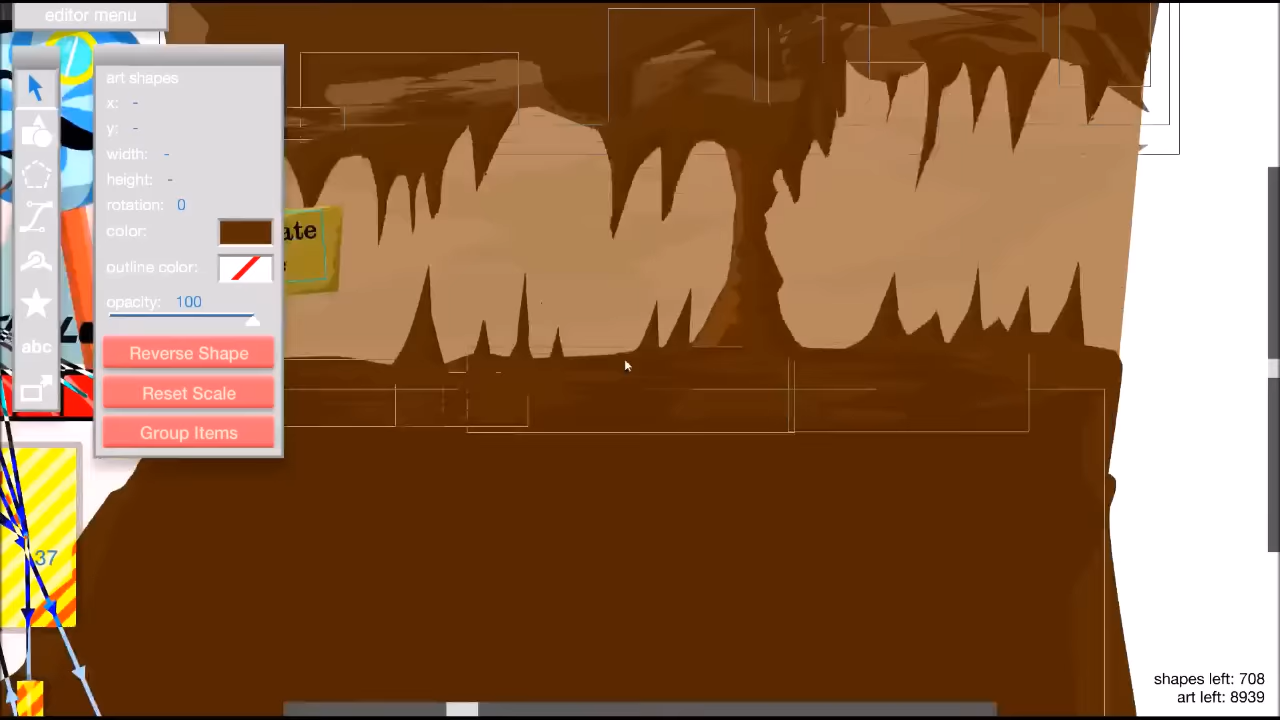 editor menu
art shapes
x: -
y: -
width: -
height: -
rotation: 0
color:
outline color:
opacity: 100
Reverse Shape
Reset Scale
Group Items
abc
ate
37
shapes left: 708
art left: 8939